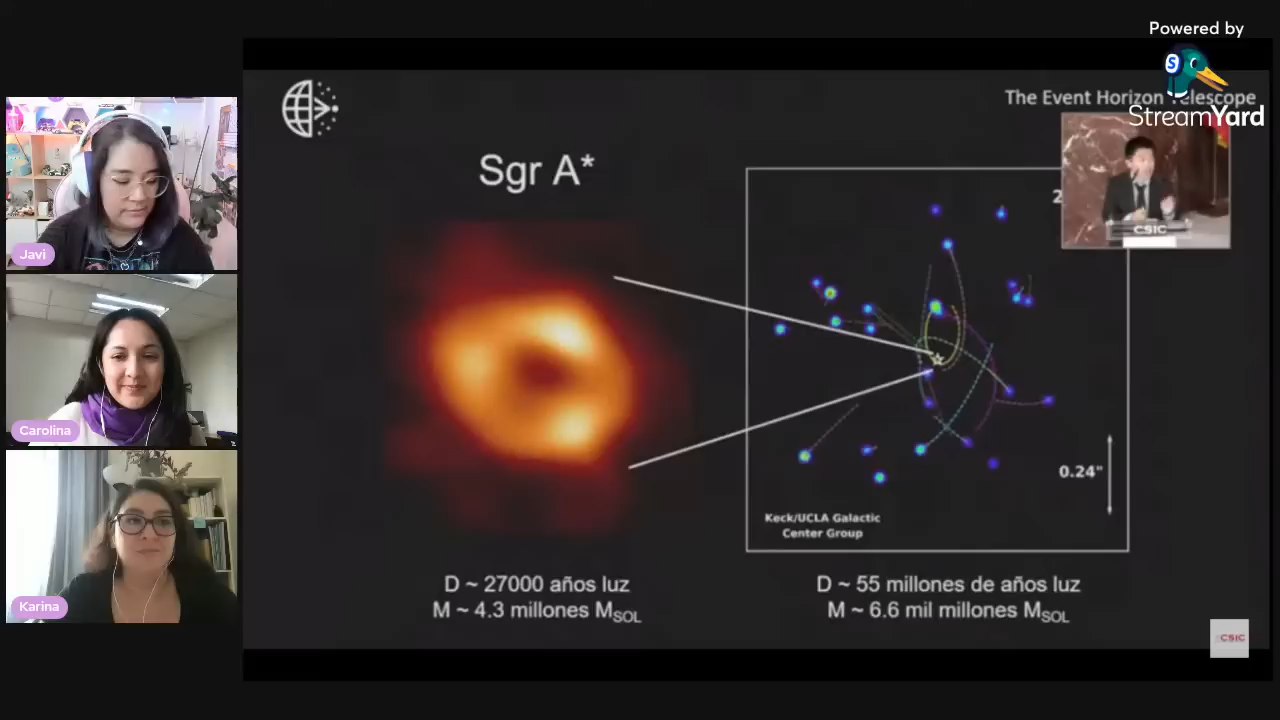 Powered by
StreamYard
The Event Horizon Telescope
Sgr A*
2
CSIC
Javi
Carolina
Karina
0.24"
Keck/UCLA Galactic
Center Group
D ~ 27000 años luz
M ~ 4.3 millones MSOL
D ~ 55 millones de años luz
M ~ 6.6 mil millones MSOL
CSIC